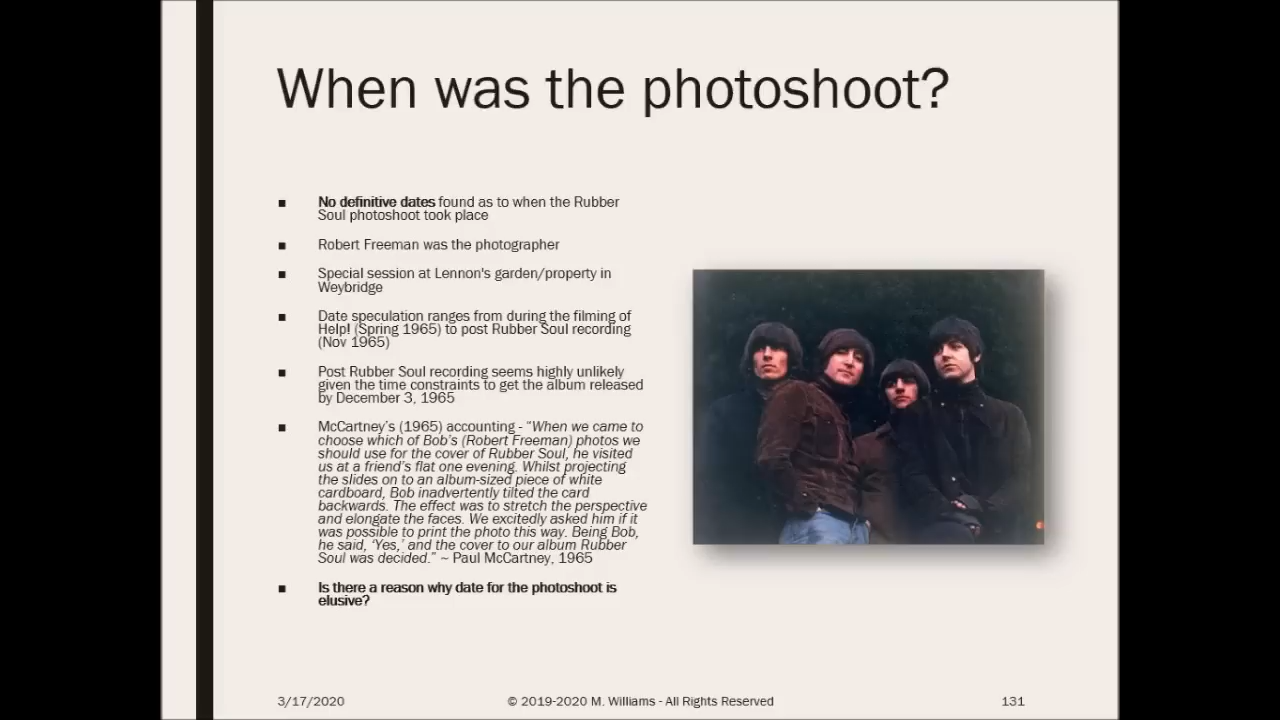 When was the photoshoot?
■ No definitive dates found as to when the Rubber
Soul photoshoot took place
■ Robert Freeman was the photographer
■ Special session at Lennon's garden/property in
Weybridge
■ Date speculation ranges from during the filming of
Help! (Spring 1965) to post Rubber Soul recording
(Nov 1965)
■ Post Rubber Soul recording seems highly unlikely
given the time constraints to get the album released
by December 3, 1965
■ McCartney's (1965) accounting - "When we came to
choose which of Bob's (Robert Freeman) photos we
should use for the cover of Rubber Soul, he visited
us at a friend's flat one evening. Whilst projecting
the slides on to an album-sized piece of white
cardboard, Bob inadvertently tilted the card
backwards. The effect was to stretch the perspective
and elongate the faces. We excitedly asked him if it
was possible to print the photo this way. Being Bob,
he said, 'Yes,' and the cover to our album Rubber
Soul was decided." ~ Paul McCartney, 1965
■ Is there a reason why date for the photoshoot is
elusive?
3/17/2020 © 2019-2020 M. Williams - All Rights Reserved 131